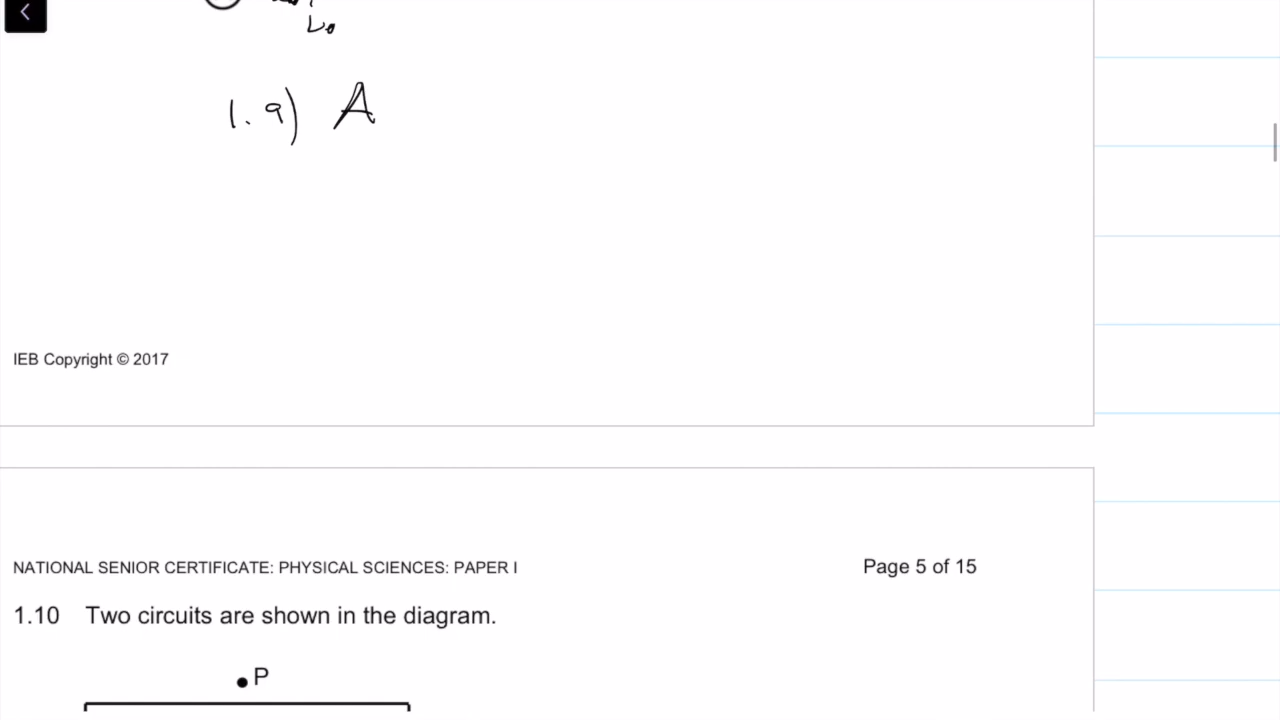 Lo
1.9) A
IEB Copyright © 2017
NATIONAL SENIOR CERTIFICATE: PHYSICAL SCIENCES: PAPER I
Page 5 of 15
1.10 Two circuits are shown in the diagram.
P